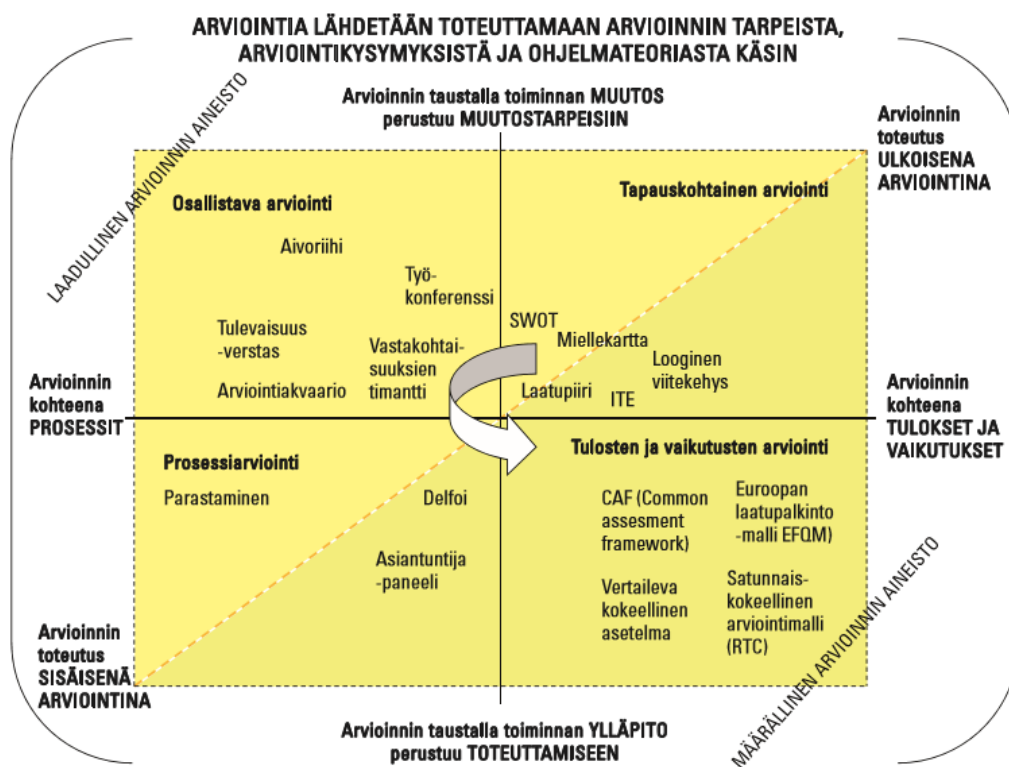 ARVIOINTIA LÄHDETÄÄN TOTEUTTAMAAN ARVIOINNIN TARPEISTA,
ARVIOINTIKYSYMYKSISTÄ JA OHJELMATEORIASTA KÄSIN
Arvioinnin taustalla toiminnan MUUTOS
perustuu MUUTOSTARPEISIIN
LAADULLINEN ARVIOINNIN AINEISTO
Arvioinnin
toteutus
ULKOISENA
ARVIOINTINA
Osallistava arviointi
Aivoriihi
Työ-
konferenssi
Tulevaisuus
-verstas
Vastakohtai-
suuksien
timantti
Arviointiakvaario
Tapauskohtainen arviointi
SWOT
Miellekartta
Looginen
viitekehys
Laatupiiri
ITE
Arvioinnin
kohteena
PROSESSIT
Arvioinnin
kohteena
TULOKSET JA
VAIKUTUKSET
Prosessiarviointi
Parastaminen
Delfoi
Asiantuntija
-paneeli
Tulosten ja vaikutusten arviointi
CAF (Common
assesment
framework)
Euroopan
laatupalkinto
-malli EFQM)
Vertaileva
kokeellinen
asetelma
Satunnais-
kokeellinen
arviointimalli
(RTC)
Arvioinnin
toteutus
SISÄISENÄ
ARVIOINTINA
MÄÄRÄLLINEN ARVIOINNIN AINEISTO
Arvioinnin taustalla toiminnan YLLÄPITO
perustuu TOTEUTTAMISEEN